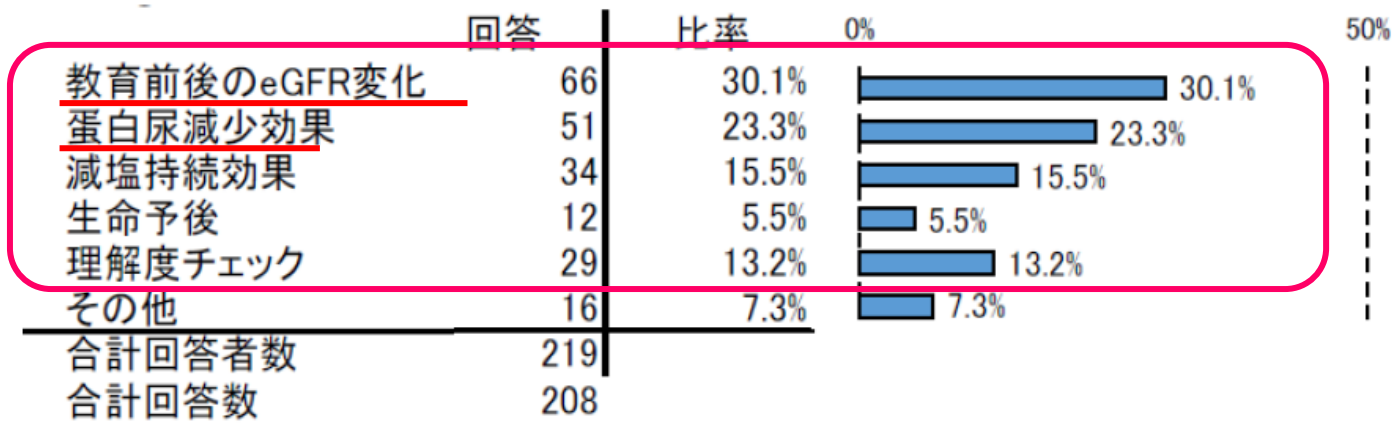 回答 比率 0% 50%
教育前後のeGFR変化 66 30.1% 30.1%
蛋白尿減少効果 51 23.3% 23.3%
減塩持続効果 34 15.5% 15.5%
生命予後 12 5.5% 5.5%
理解度チェック 29 13.2% 13.2%
その他 16 7.3% 7.3%
合計回答者数 219
合計回答数 208